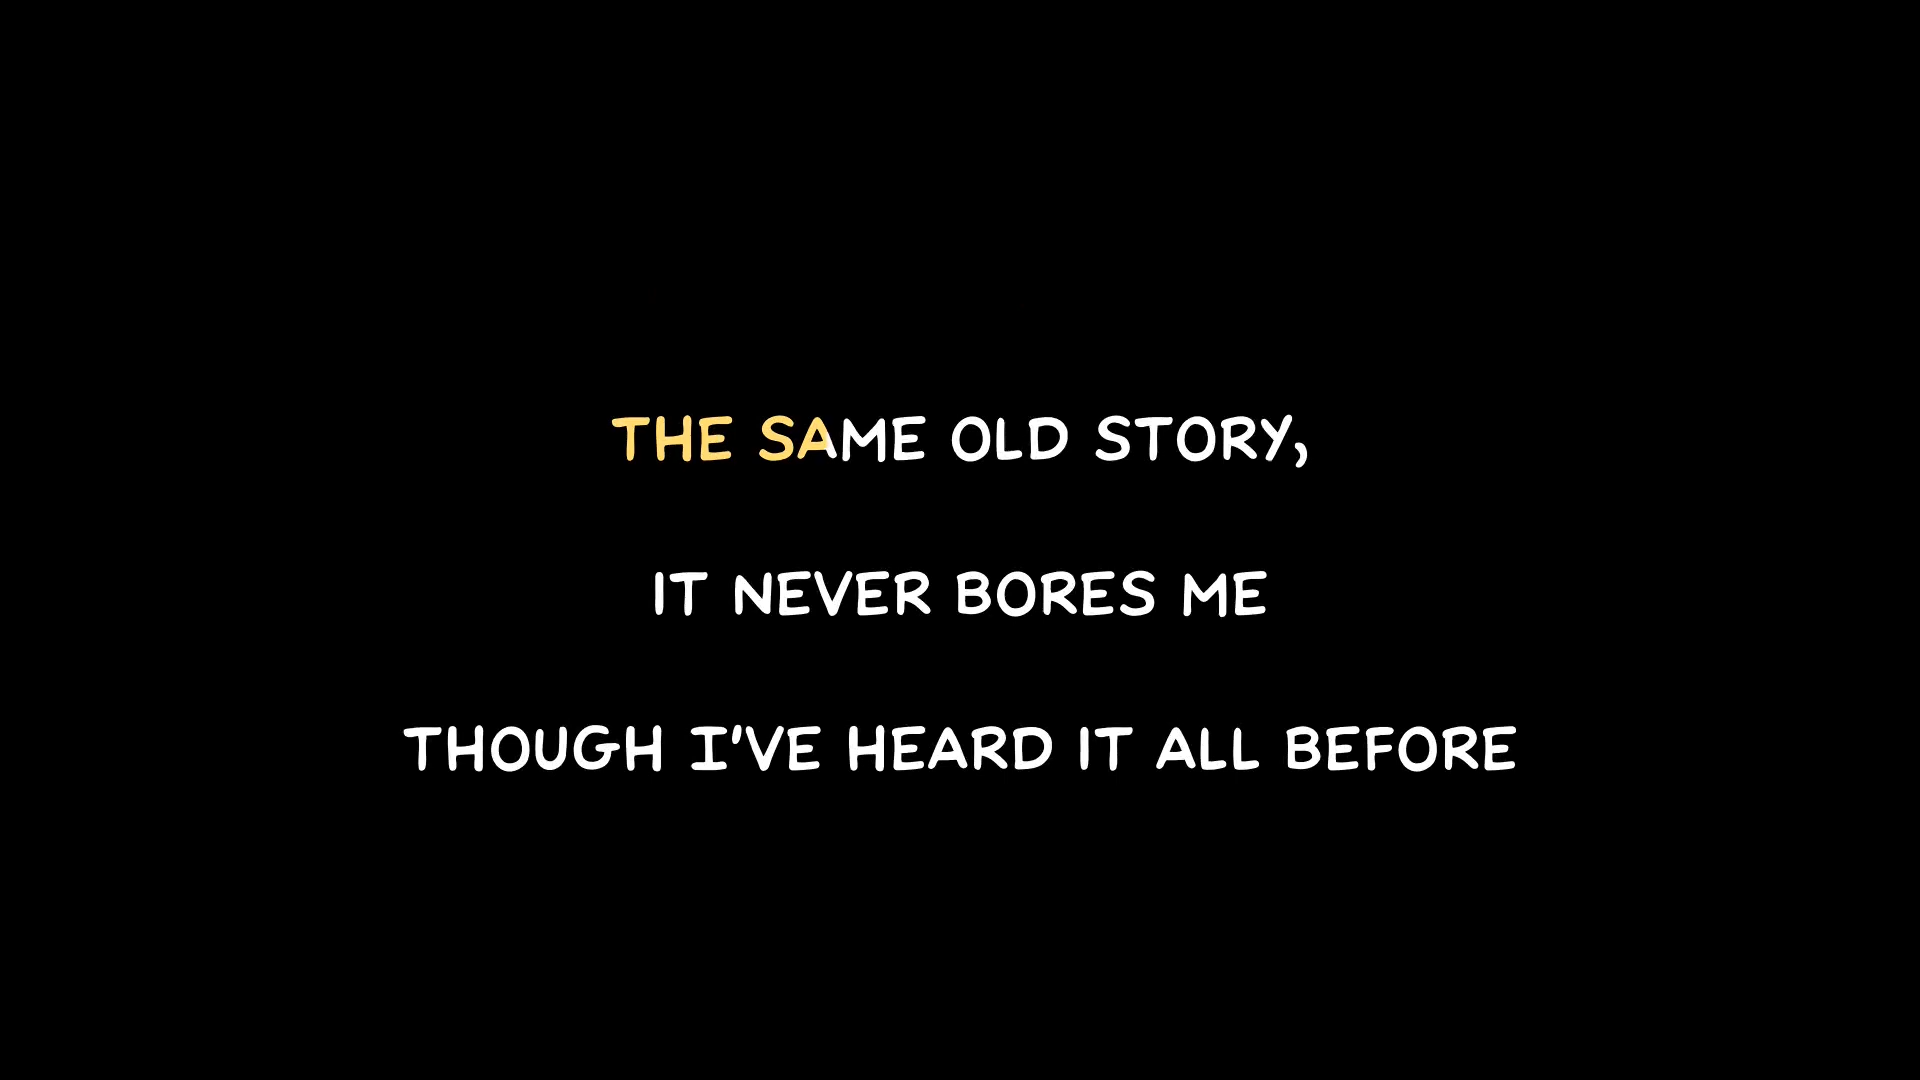 THE SAME OLD STORY,
IT NEVER BORES ME
THOUGH I'VE HEARD IT ALL BEFORE